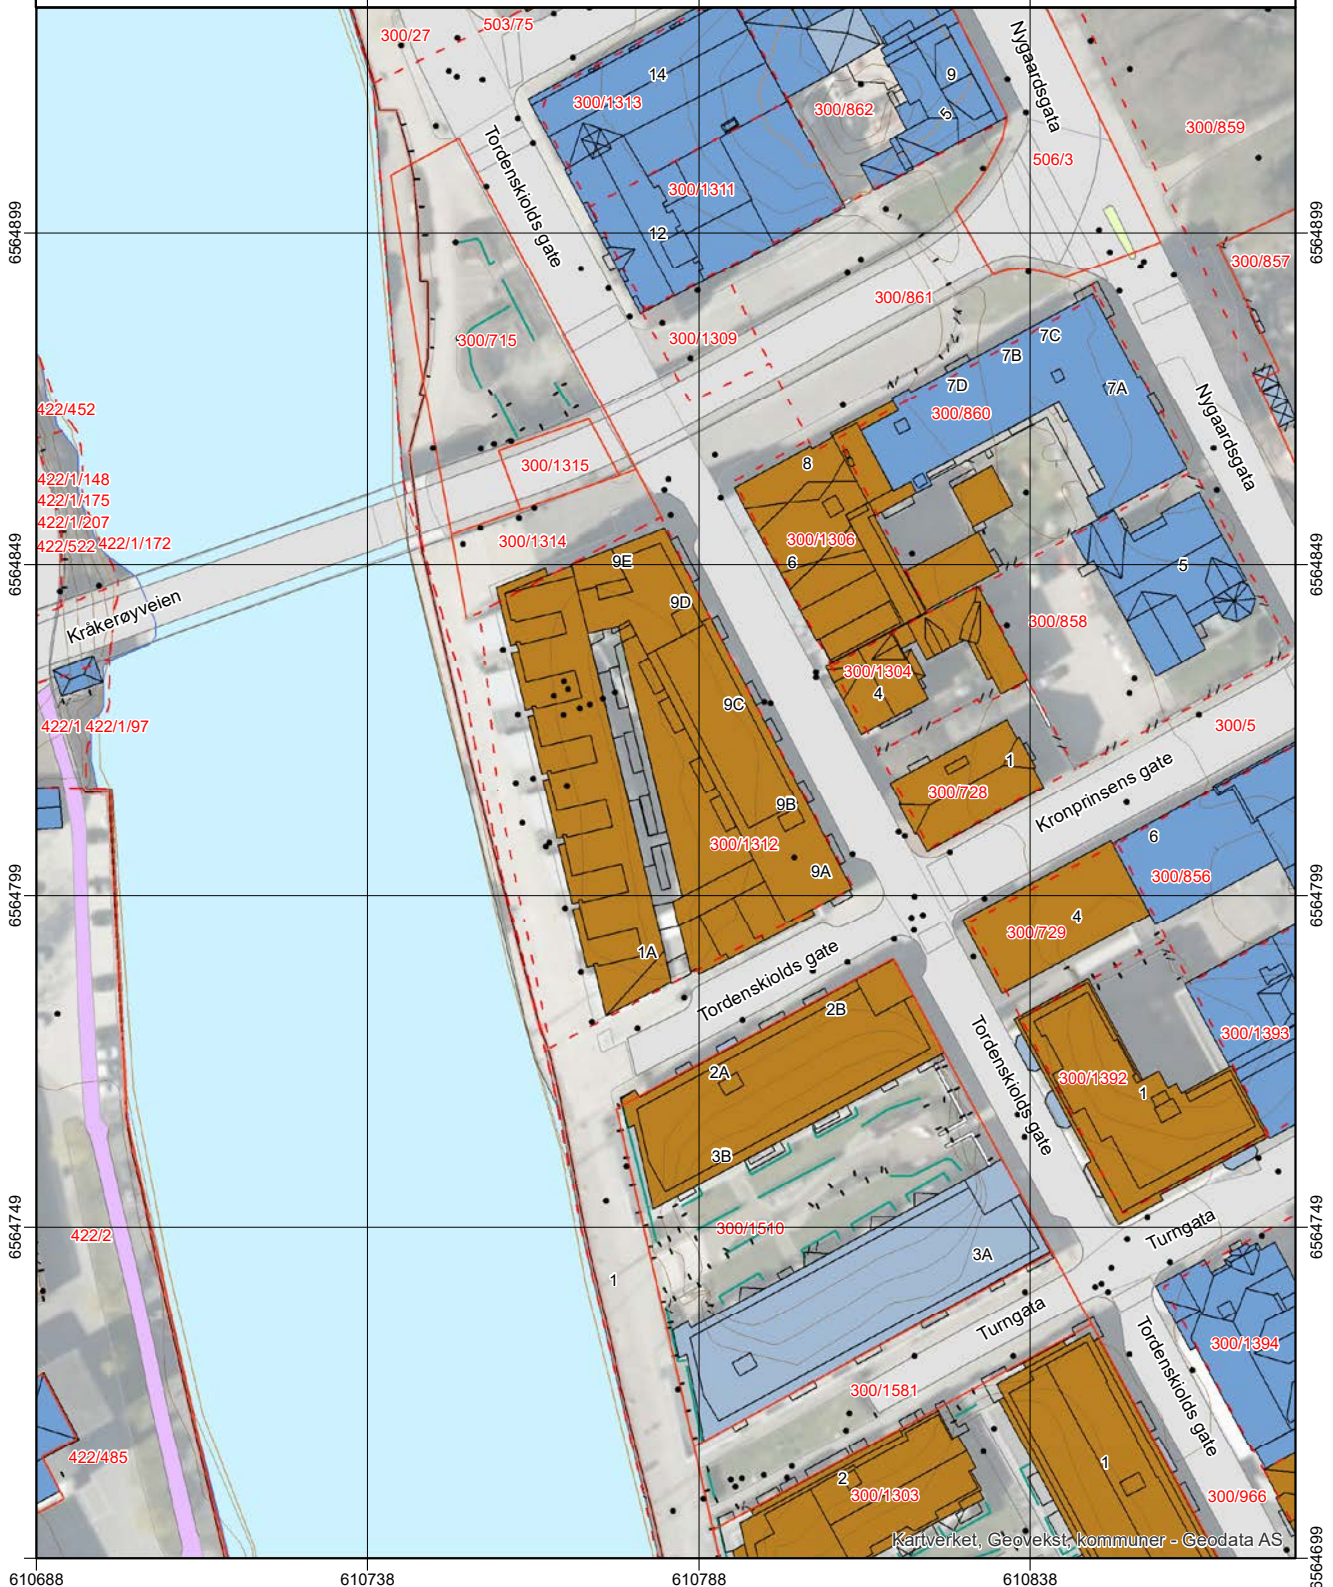 503/75
300/27
Nygaardsgata
14
9
300/1313
300/862
5
300/859
Tordenskiolds gate
506/3
300/1311
6564899
12
6564899
300/857
300/861
300/715
300/1309
7C
7B
7D
7A
300/860
Nygaardsgata
422/452
8
300/1315
422/1/148
422/1/175
422/1/207
422/522
422/1/172
300/1314
300/1306
6
6564849
9E
5
6564849
9D
Kråkerøyveien
300/858
300/1304
4
9C
422/1
422/1/97
300/5
1
300/728
Kronprinsens gate
9B
6
300/1312
9A
300/856
6564799
6564799
4
300/729
1A
Tordenskiolds gate
2B
300/1393
Tordenskiolds gate
2A
300/1392
1
3B
6564749
422/2
300/1510
3A
Turngata
6564749
1
Turngata
Tordenskiolds gate
300/1394
300/1581
422/485
1
2
300/1303
300/966
Kartverket, Geovekst, kommuner - Geodata AS
6564699
610688
610738
610788
610838